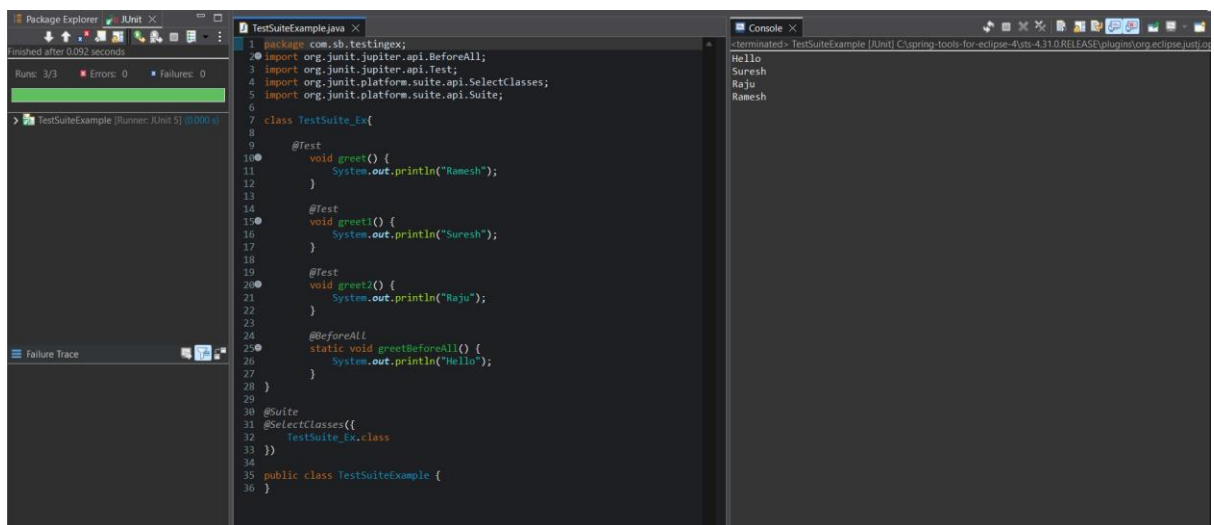 Package Explorer JUnit
Finished after 0.092 seconds
Runs: 3/3 Errors: 0 Failures: 0
TestSuiteExample [Runner: JUnit 5] (0.000 s)
Failure Trace
TestSuiteExample.java
1 package com.sb.testingex;
2 import org.junit.jupiter.api.BeforeAll;
3 import org.junit.jupiter.api.Test;
4 import org.junit.platform.suite.api.SelectClasses;
5 import org.junit.platform.suite.api.Suite;
6
7 class TestSuite_Ex{
8
9 @Test
10 void greet() {
11 System.out.println("Ramesh");
12 }
13
14 @Test
15 void greet1() {
16 System.out.println("Suresh");
17 }
18
19 @Test
20 void greet2() {
21 System.out.println("Raju");
22 }
23
24 @BeforeAll
25 static void greetBeforeAll() {
26 System.out.println("Hello");
27 }
28 }
29
30 @Suite
31 @SelectClasses({
32 TestSuite_Ex.class
33 })
34
35 public class TestSuiteExample {
36 }
Console
<terminated> TestSuiteExample [JUnit] C:\spring-tools-for-eclipse-4\sts-4.31.0.RELEASE\plugins\org.eclipse.justj.op
Hello
Suresh
Raju
Ramesh